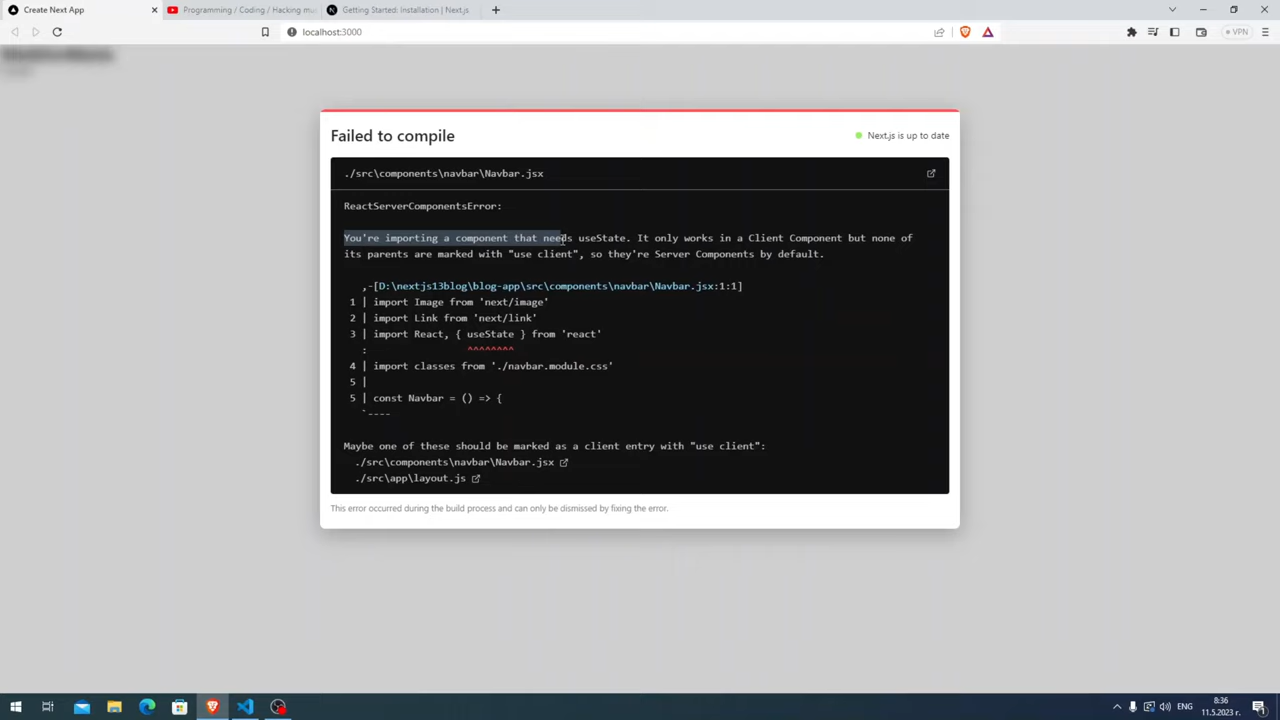 Create Next App
Programming / Coding / Hacking mu
Getting Started: Installation | Next.js
localhost:3000
VPN
Failed to compile
Next.js is up to date
./src\components\navbar\Navbar.jsx
ReactServerComponentsError:
You're importing a component that needs useState. It only works in a Client Component but none of
its parents are marked with "use client", so they're Server Components by default.
,-[D:\nextjs13blog\blog-app\src\components\navbar\Navbar.jsx:1:1]
1 | import Image from 'next/image'
2 | import Link from 'next/link'
3 | import React, { useState } from 'react'
: ^^^^^^^^
4 | import classes from './navbar.module.css'
5 |
5 | const Navbar = () => {
`----
Maybe one of these should be marked as a client entry with "use client":
./src\components\navbar\Navbar.jsx
./src\app\layout.js
This error occurred during the build process and can only be dismissed by fixing the error.
ENG
8:36
11.5.2023 г.
1